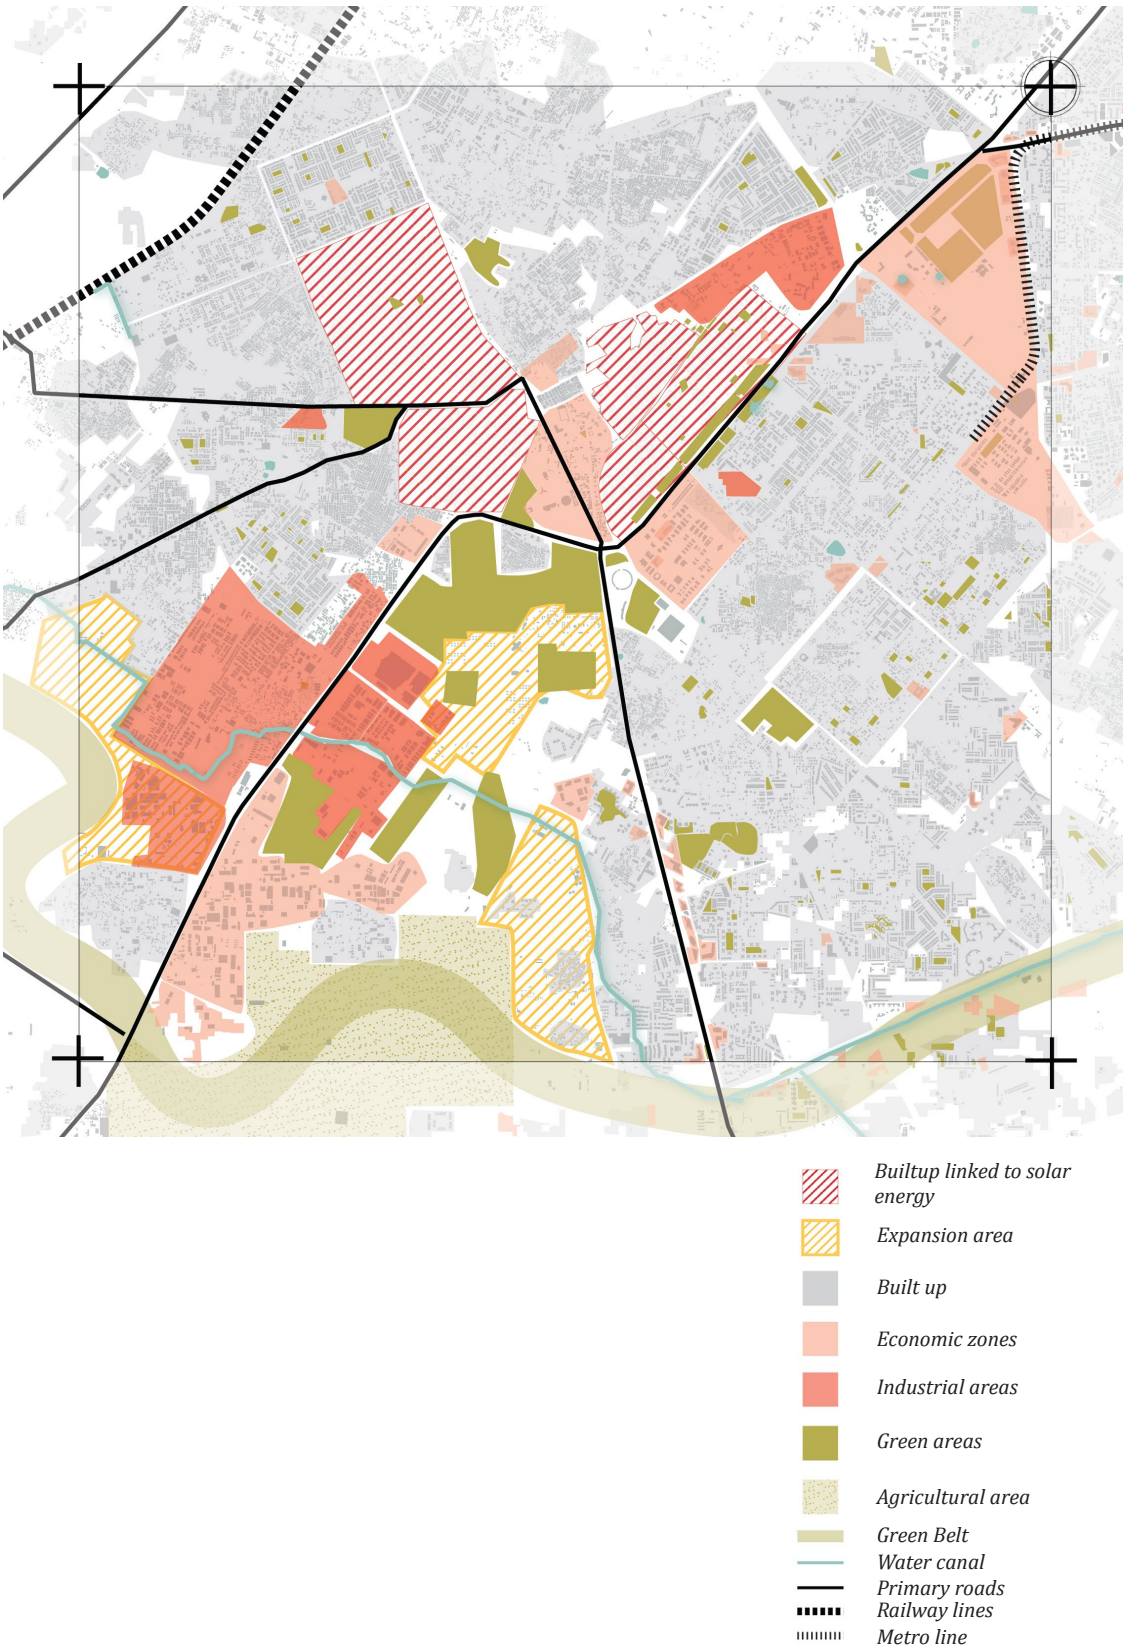 Builtup linked to solar
energy
Expansion area
Built up
Economic zones
Industrial areas
Green areas
Agricultural area
Green Belt
Water canal
Primary roads
Railway lines
Metro line